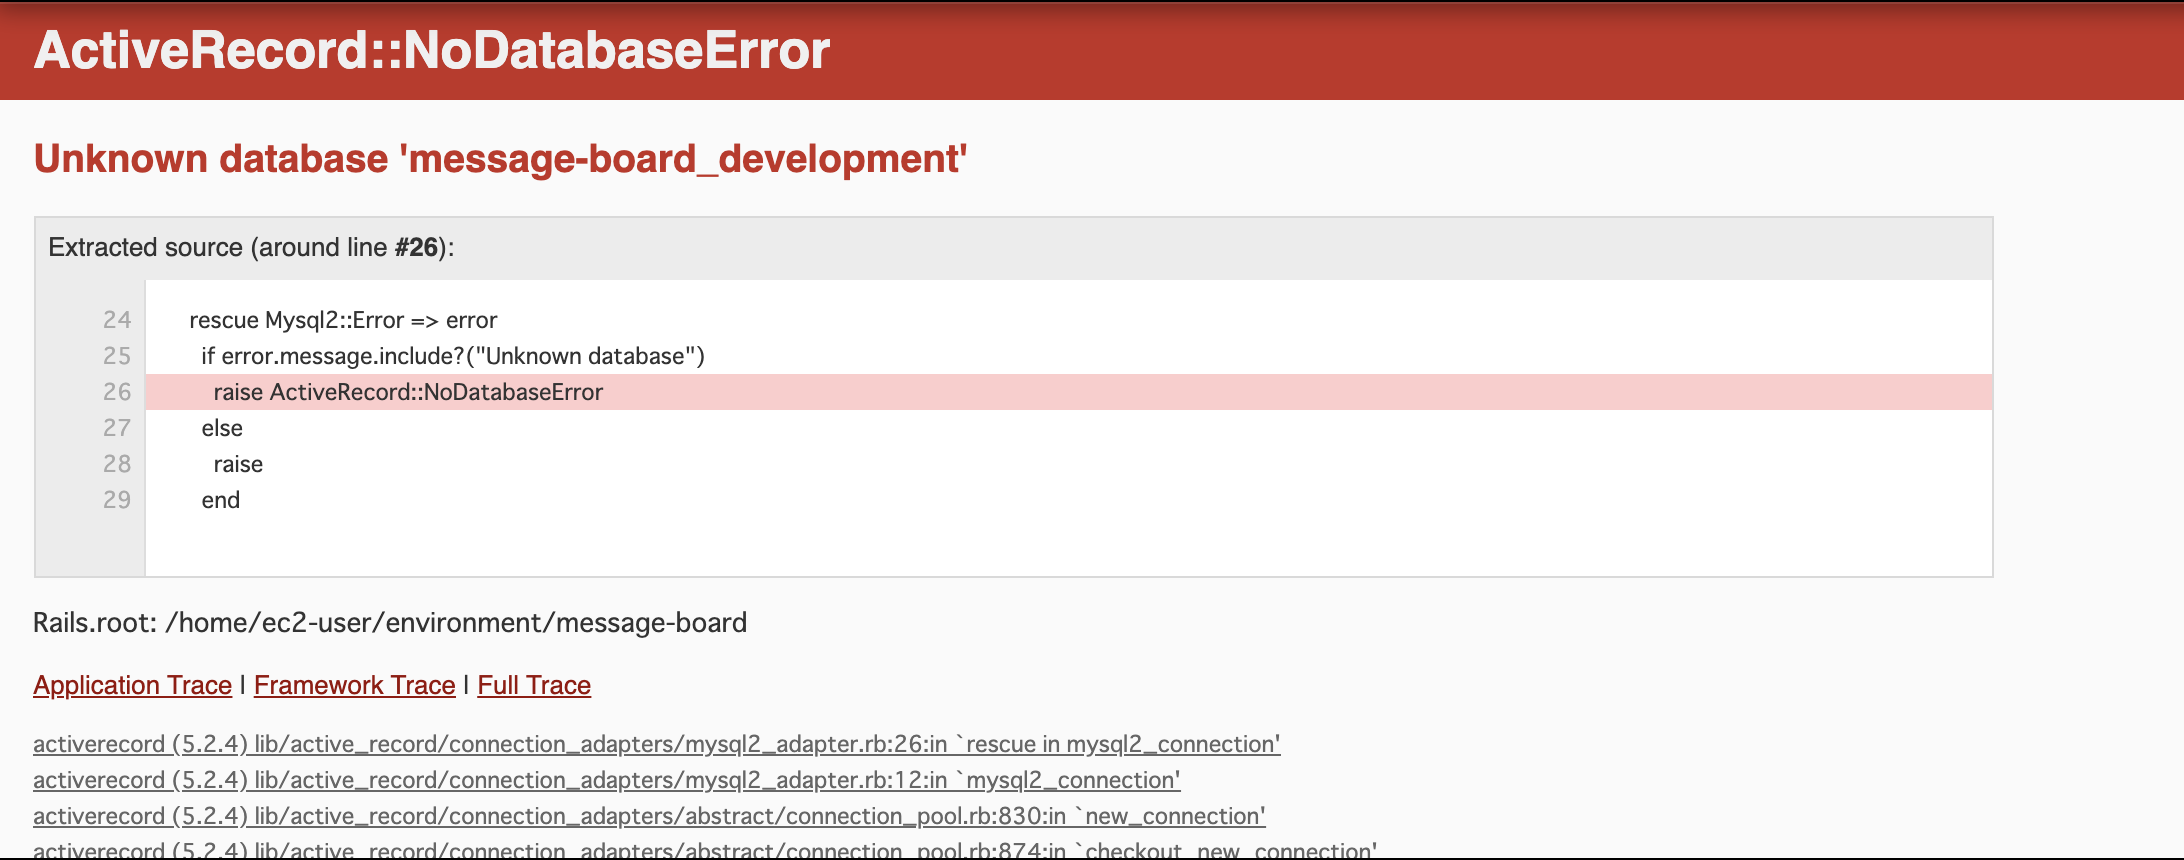 ActiveRecord::NoDatabaseError
Unknown database 'message-board_development'
Extracted source (around line #26):
24 rescue Mysql2::Error => error
25 if error.message.include?("Unknown database")
26 raise ActiveRecord::NoDatabaseError
27 else
28 raise
29 end
Rails.root: /home/ec2-user/environment/message-board
Application Trace | Framework Trace | Full Trace
activerecord (5.2.4) lib/active_record/connection_adapters/mysql2_adapter.rb:26:in `rescue in mysql2_connection'
activerecord (5.2.4) lib/active_record/connection_adapters/mysql2_adapter.rb:12:in `mysql2_connection'
activerecord (5.2.4) lib/active_record/connection_adapters/abstract/connection_pool.rb:830:in `new_connection'
activerecord (5.2.4) lib/active_record/connection_adapters/abstract/connection_pool.rb:874:in `checkout_new_connection'